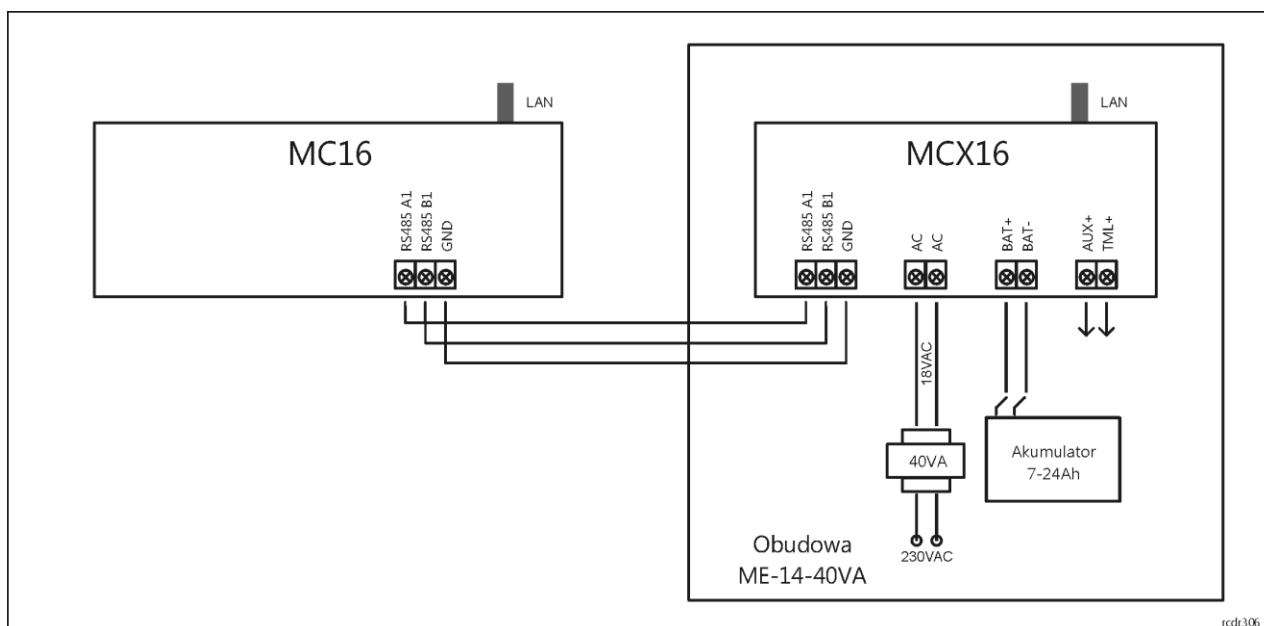 LAN
LAN
MC16
MCX16
RS485 A1
RS485 B1
GND
RS485 A1
RS485 B1
GND
AC
AC
BAT+
BAT-
AUX+
TML+
18VAC
40VA
Akumulator
7-24Ah
230VAC
Obudowa
ME-14-40VA
rcdr306